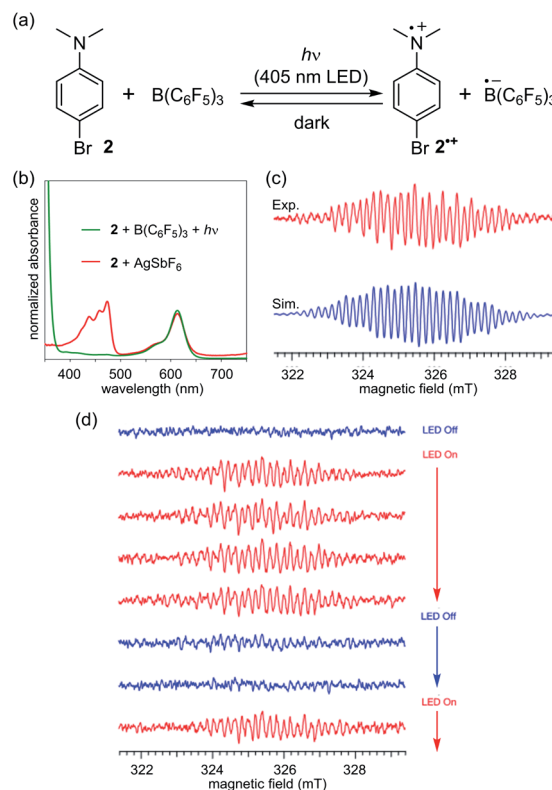 (a)
N
hν
(405 nm LED)
dark
+ B(C₆F₅)₃
Br 2
•+
N
+
•−
B(C₆F₅)₃
Br 2•+
(b)
normalized absorbance
2 + B(C₆F₅)₃ + hν
2 + AgSbF₆
400 500 600 700
wavelength (nm)
(c)
Exp.
Sim.
322 324 326 328
magnetic field (mT)
(d)
LED Off
LED On
LED Off
LED On
322 324 326 328
magnetic field (mT)